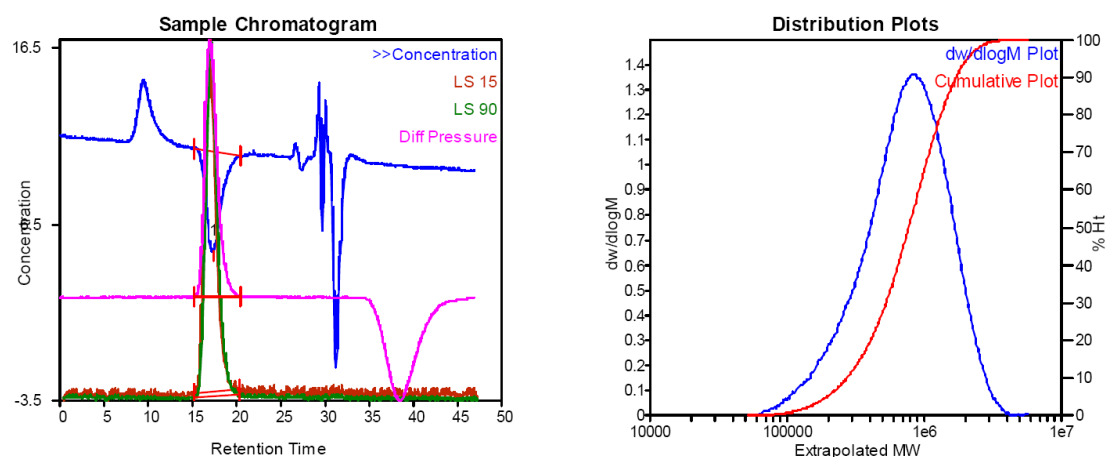 Sample Chromatogram
16.5
>>Concentration
LS 15
LS 90
Diff Pressure
Concentration
6.5
1
-3.5
0 5 10 15 20 25 30 35 40 45 50
Retention Time
Distribution Plots
dw/dlogM Plot
Cumulative Plot
dw/dlogM
1.4
1.3
1.2
1.1
1
0.9
0.8
0.7
0.6
0.5
0.4
0.3
0.2
0.1
0
100
90
80
70
60
50
40
30
20
10
0
% Ht
10000 100000 1e6 1e7
Extrapolated MW